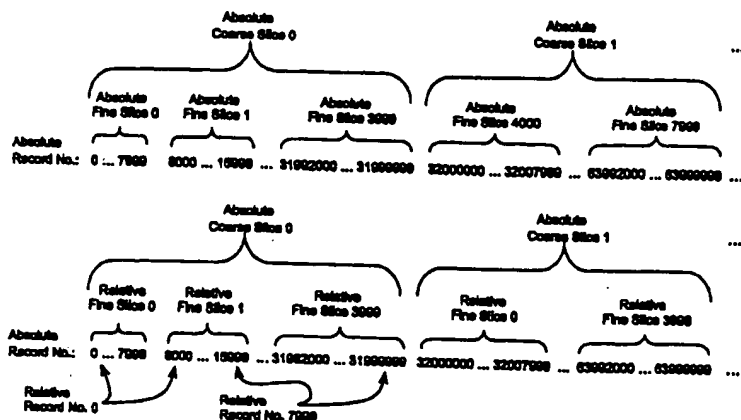 Absolute
Coarse Slice 0
Absolute
Coarse Slice 1
...
Absolute
Fine Slice 0
Absolute
Fine Slice 1
Absolute
Fine Slice 3999
Absolute
Fine Slice 4000
Absolute
Fine Slice 7999
Absolute
Record No.: 0 ... 7999 8000 ... 15999 ... 31992000 ... 31999999 32000000 ... 32007999 ... 63992000 ... 63999999 ...
Absolute
Coarse Slice 0
Absolute
Coarse Slice 1
...
Relative
Fine Slice 0
Relative
Fine Slice 1
Relative
Fine Slice 3999
Relative
Fine Slice 0
Relative
Fine Slice 3999
Absolute
Record No.: 0 ... 7999 8000 ... 15999 ... 31992000 ... 31999999 32000000 ... 32007999 ... 63992000 ... 63999999 ...
Relative
Record No. 0
Relative
Record No. 7999